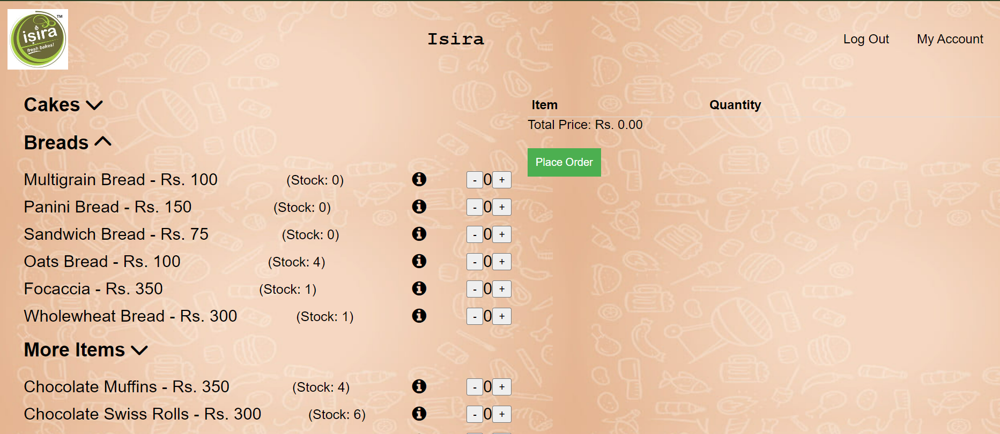 işira
TM
fresh bakes!
Isira
Log Out
My Account
Cakes
Breads
Multigrain Bread - Rs. 100 (Stock: 0) - 0 +
Panini Bread - Rs. 150 (Stock: 0) - 0 +
Sandwich Bread - Rs. 75 (Stock: 0) - 0 +
Oats Bread - Rs. 100 (Stock: 4) - 0 +
Focaccia - Rs. 350 (Stock: 1) - 0 +
Wholewheat Bread - Rs. 300 (Stock: 1) - 0 +
More Items
Chocolate Muffins - Rs. 350 (Stock: 4) - 0 +
Chocolate Swiss Rolls - Rs. 300 (Stock: 6) - 0 +
Item Quantity
Total Price: Rs. 0.00
Place Order